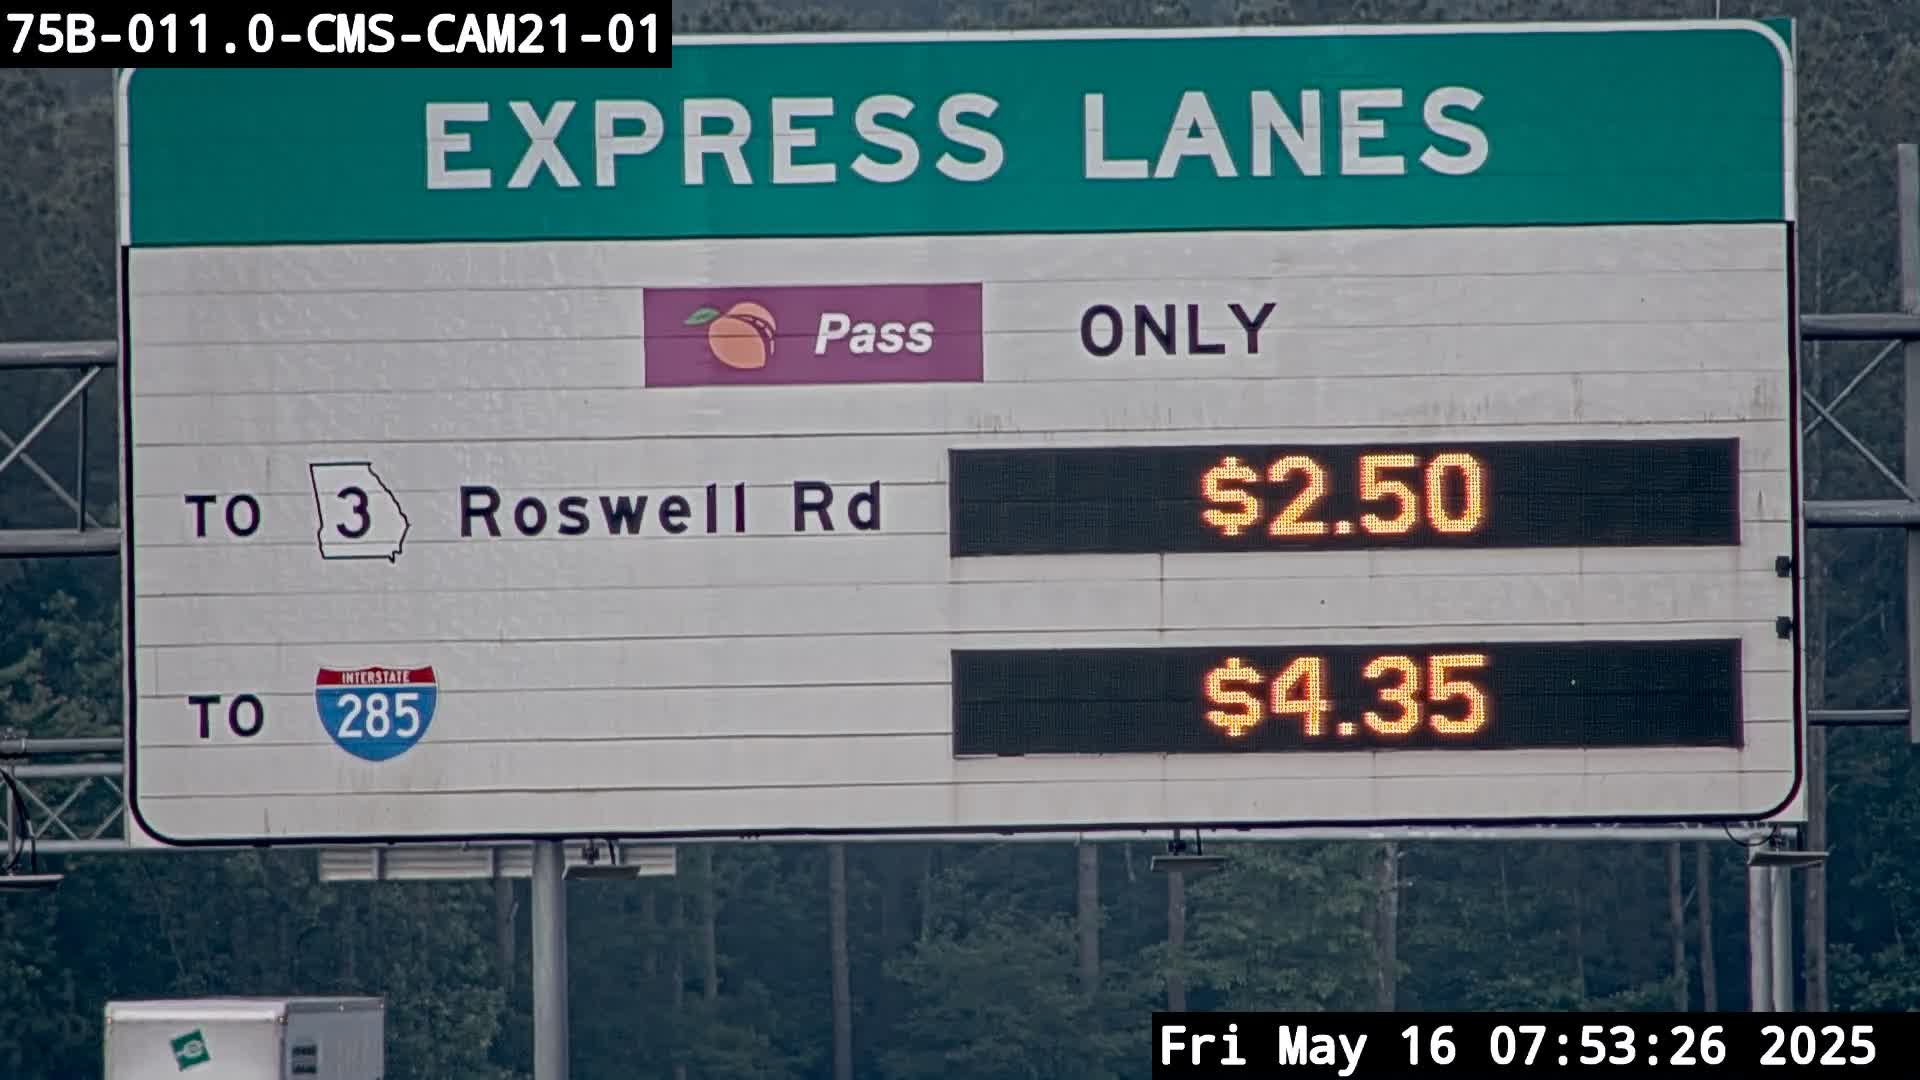 75B-011.0-CMS-CAM21-01
EXPRESS LANES
Pass ONLY
TO 3 Roswell Rd $2.50
TO INTERSTATE 285 $4.35
Fri May 16 07:53:26 2025